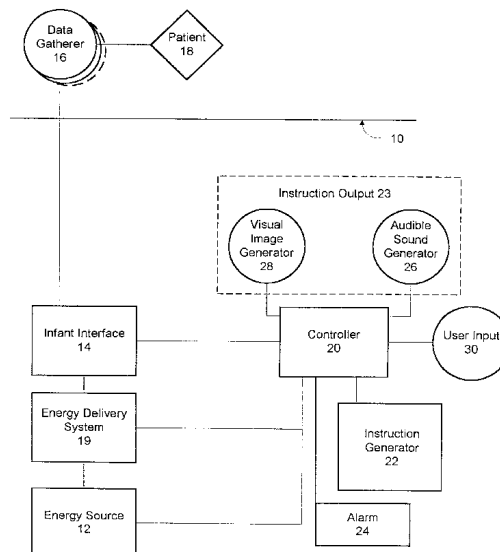 Data
Gatherer
16
Patient
18
10
Instruction Output 23
Visual
Image
Generator
28
Audible
Sound
Generator
26
Infant Interface
14
Controller
20
User Input
30
Energy Delivery
System
19
Instruction
Generator
22
Energy Source
12
Alarm
24